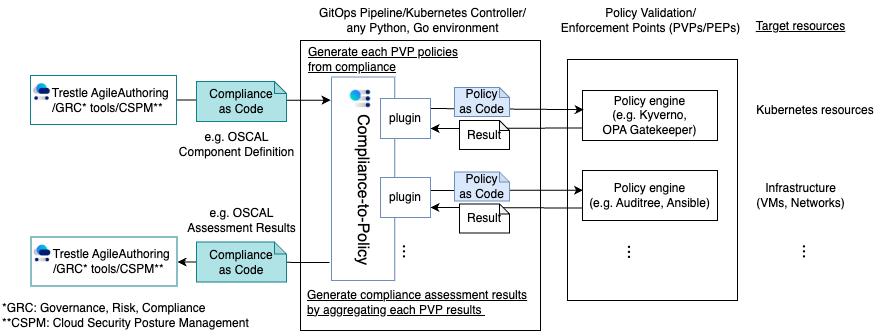 GitOps Pipeline/Kubernetes Controller/
any Python, Go environment
Policy Validation/
Enforcement Points (PVPs/PEPs)
Target resources
Generate each PVP policies
from compliance
Trestle AgileAuthoring
/GRC* tools/CSPM**
Compliance
as Code
e.g. OSCAL
Component Definition
Compliance-to-Policy
plugin
Policy
as Code
Result
Policy engine
(e.g. Kyverno,
OPA Gatekeeper)
Kubernetes resources
plugin
Policy
as Code
Result
Policy engine
(e.g. Auditree, Ansible)
Infrastructure
(VMs, Networks)
e.g. OSCAL
Assessment Results
Trestle AgileAuthoring
/GRC* tools/CSPM**
Compliance
as Code
Generate compliance assessment results
by aggregating each PVP results
*GRC: Governance, Risk, Compliance
**CSPM: Cloud Security Posture Management